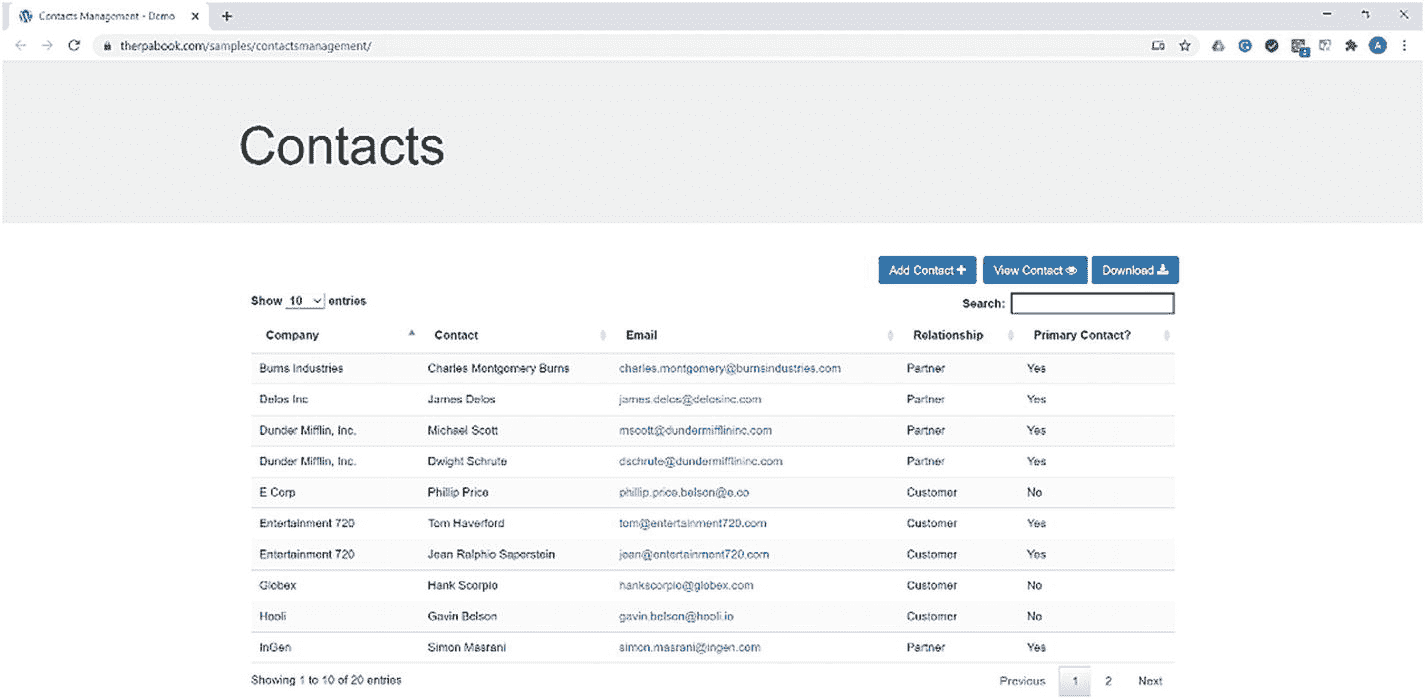 Contacts Management - Demo
therpabook.com/samples/contactsmanagement/
A
Contacts
Add Contact View Contact Download
Show 10 entries Search:
Company Contact Email Relationship Primary Contact?
Burns Industries Charles Montgomery Burns charles.montgomery@burnsindustries.com Partner Yes
Delos Inc James Delos james.delos@delosinc.com Partner Yes
Dunder Mifflin, Inc. Michael Scott mscott@dundermifflininc.com Partner Yes
Dunder Mifflin, Inc. Dwight Schrute dschrute@dundermifflininc.com Partner Yes
E Corp Phillip Price phillip.price.belson@e.co Customer No
Entertainment 720 Tom Haverford tom@entertainment720.com Customer Yes
Entertainment 720 Jean Ralphio Saperstein jean@entertainment720.com Customer Yes
Globex Hank Scorpio hankscorpio@globex.com Customer No
Hooli Gavin Belson gavin.belson@hooli.io Customer No
InGen Simon Masrani simon.masrani@ingen.com Partner Yes
Showing 1 to 10 of 20 entries Previous 1 2 Next